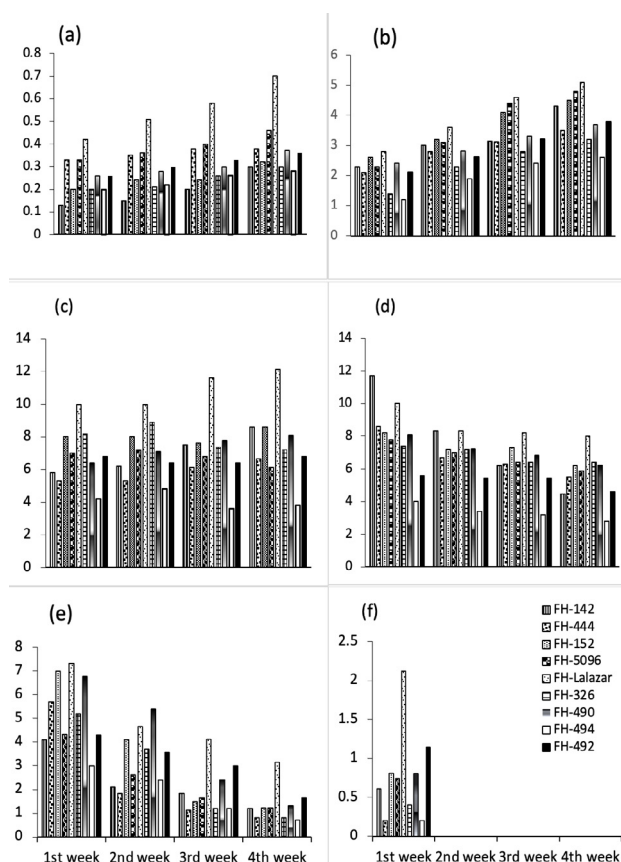 (a)
0.8
0.7
0.6
0.5
0.4
0.3
0.2
0.1
0
(b)
6
5
4
3
2
1
0
(c)
14
12
10
8
6
4
2
0
(d)
14
12
10
8
6
4
2
0
(e)
8
7
6
5
4
3
2
1
0
1st week 2nd week 3rd week 4th week
(f)
2.5
2
1.5
1
0.5
0
FH-142
FH-444
FH-152
FH-5096
FH-Lalazar
FH-326
FH-490
FH-494
FH-492
1st week 2nd week 3rd week 4th week